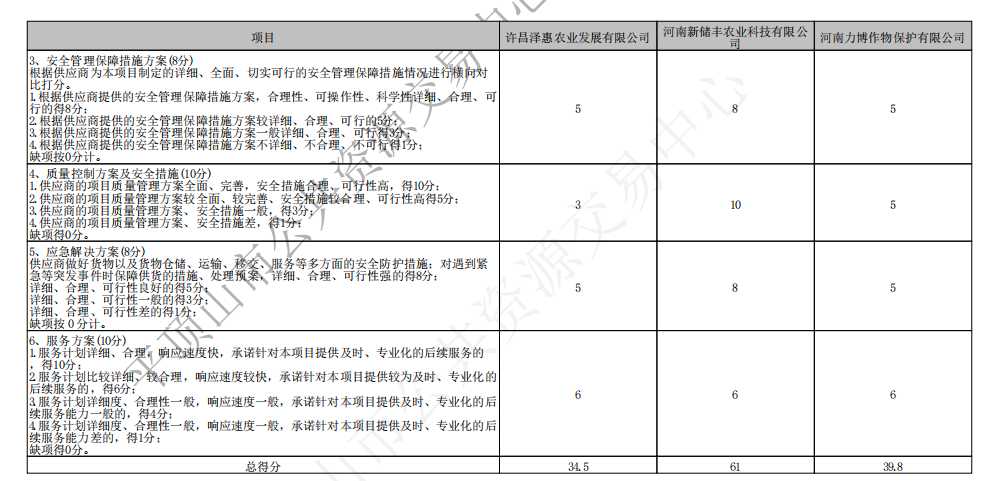 项目 许昌泽惠农业发展有限公司 河南新储丰农业科技有限公司 河南力博作物保护有限公司
3、安全管理保障措施方案(8分)
根据供应商为本项目制定的详细、全面、切实可行的安全管理保障措施情况进行横向对
比打分。
1.根据供应商提供的安全管理保障措施方案，合理性、可操作性、科学性详细、合理、可
行的得8分；
2.根据供应商提供的安全管理保障措施方案较详细、合理、可行的5分；
3.根据供应商提供的安全管理保障措施方案一般详细、合理、可行得3分；
4.根据供应商提供的安全管理保障措施方案不详细、不合理、不可行得1分；
缺项按0分计。
5 8 5
4、质量控制方案及安全措施(10分)
1.供应商的项目质量管理方案全面、完善，安全措施合理、可行性高，得10分；
2.供应商的项目质量管理方案较全面、较完善、安全措施较合理、可行性高得5分；
3.供应商的项目质量管理方案、安全措施一般，得3分；
4.供应商的项目质量管理方案、安全措施差，得1分；
缺项得0分。
3 10 5
5、应急解决方案(8分)
供应商做好货物以及货物仓储、运输、移交、服务等多方面的安全防护措施；对遇到紧
急等突发事件时保障供货的措施、处理预案，详细、合理、可行性强的得8分；
详细、合理、可行性良好的得5分；
详细、合理、可行性一般的得3分；
详细、合理、可行性差的得1分；
缺项按０分计。
5 8 5
6、服务方案(10分)
1.服务计划详细、合理，响应速度快，承诺针对本项目提供及时、专业化的后续服务的
，得10分；
2.服务计划比较详细、较合理，响应速度较快，承诺针对本项目提供较为及时、专业化的
后续服务的，得6分；
3.服务计划详细度、合理性一般，响应速度一般，承诺针对本项目提供及时、专业化的后
续服务能力一般的，得4分；
4.服务计划详细度、合理性一般，响应速度一般，承诺针对本项目提供及时、专业化的后
续服务能力差的，得1分；
缺项得0分。
6 6 6
总得分 34.5 61 39.8
平顶山市公共资源交易中心
山市公共资源交易中心